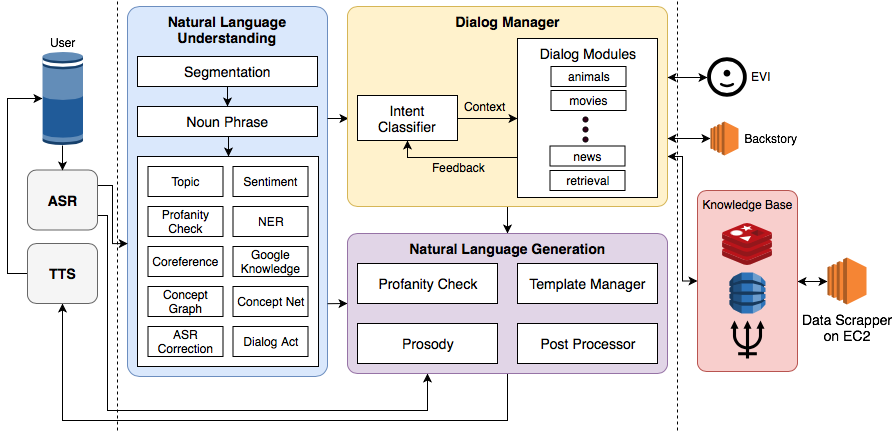 User
ASR
TTS
Natural Language
Understanding
Segmentation
Noun Phrase
Topic
Sentiment
Profanity
Check
NER
Coreference
Google
Knowledge
Concept
Graph
Concept Net
ASR
Correction
Dialog Act
Dialog Manager
Intent
Classifier
Context
Feedback
Dialog Modules
animals
movies
news
retrieval
Natural Language Generation
Profanity Check
Template Manager
Prosody
Post Processor
EVI
Backstory
Knowledge Base
Data Scrapper
on EC2